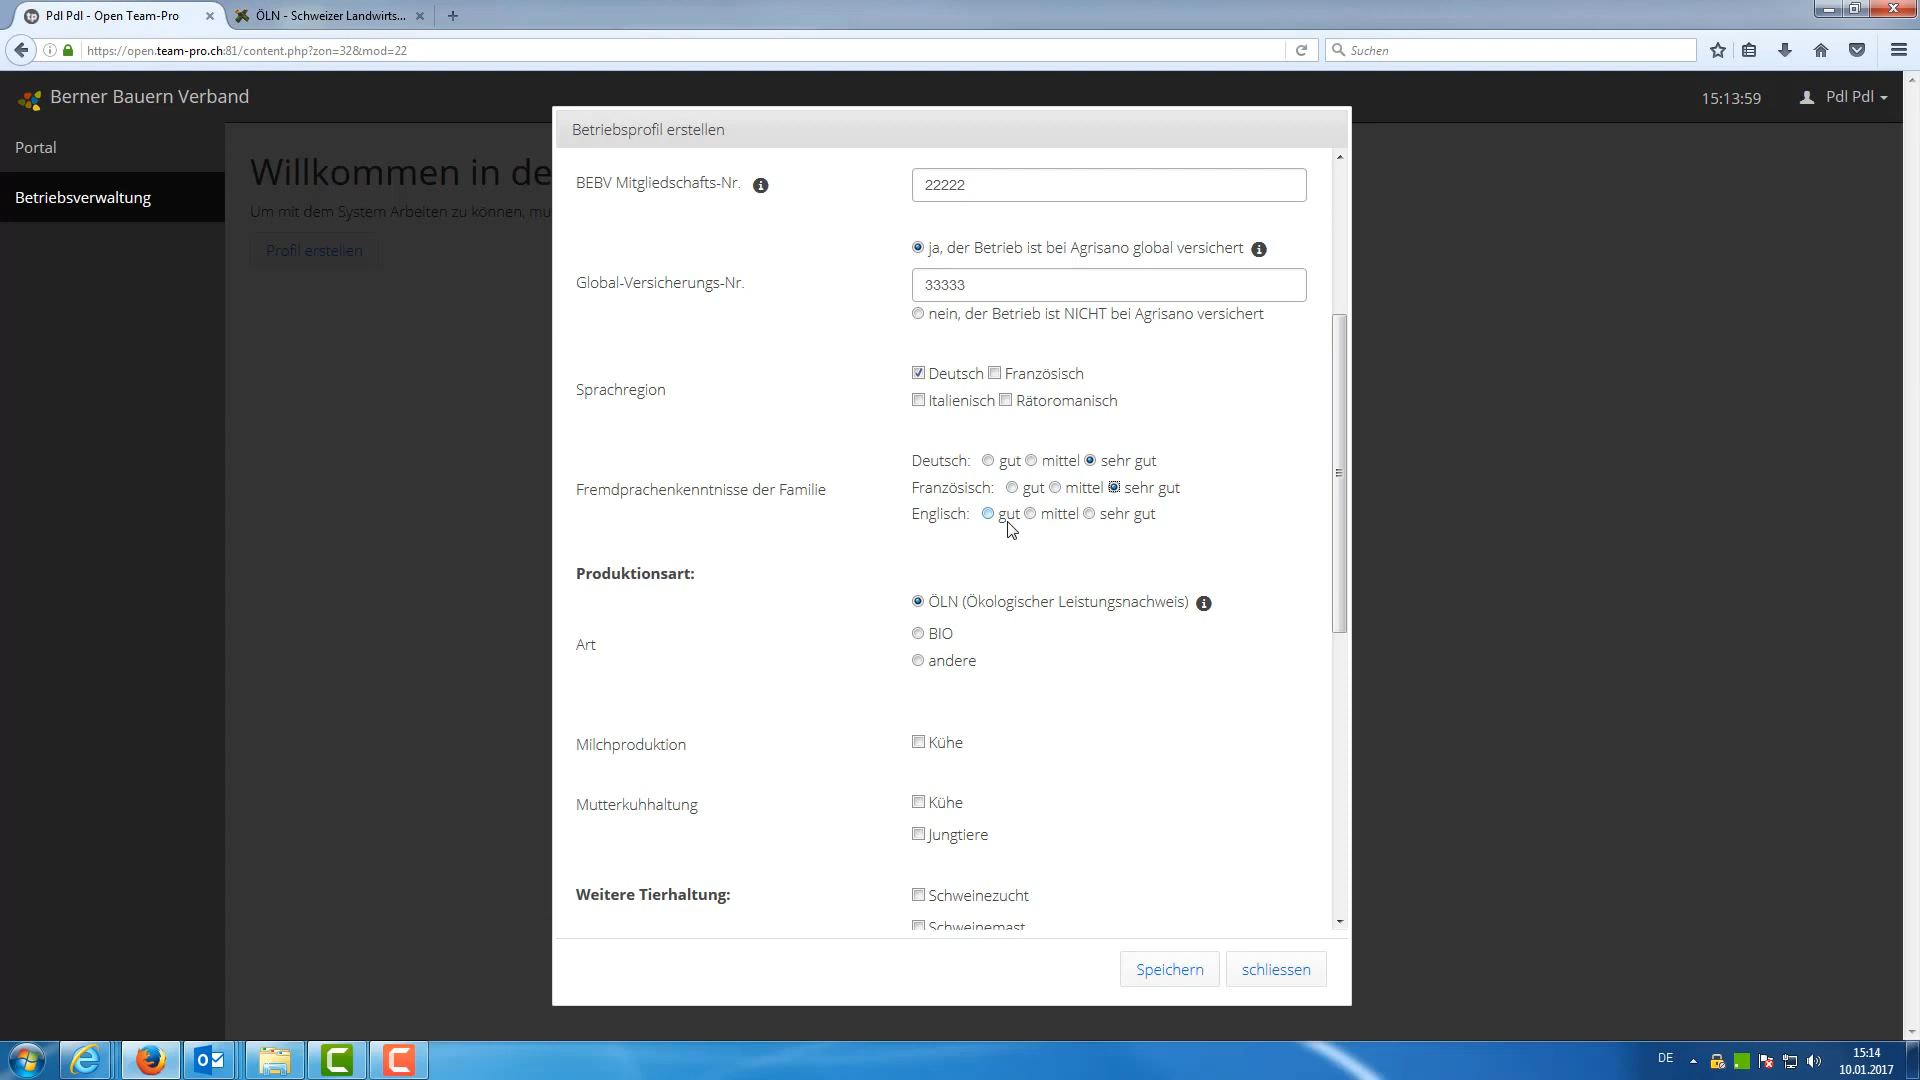 Pdl Pdl - Open Team-Pro
ÖLN - Schweizer Landwirts...
https://open.team-pro.ch:81/content.php?zon=32&mod=22
Suchen
Berner Bauern Verband
15:13:59
Pdl Pdl
Portal
Betriebsverwaltung
Willkommen in de
Um mit dem System Arbeiten zu können, mu
Profil erstellen
Betriebsprofil erstellen
BEBV Mitgliedschafts-Nr.
22222
ja, der Betrieb ist bei Agrisano global versichert
Global-Versicherungs-Nr.
33333
nein, der Betrieb ist NICHT bei Agrisano versichert
Sprachregion
Deutsch Französisch
Italienisch Rätoromanisch
Fremdprachenkenntnisse der Familie
Deutsch: gut mittel sehr gut
Französisch: gut mittel sehr gut
Englisch: gut mittel sehr gut
Produktionsart:
Art
ÖLN (Ökologischer Leistungsnachweis)
BIO
andere
Milchproduktion
Kühe
Mutterkuhhaltung
Kühe
Jungtiere
Weitere Tierhaltung:
Schweinezucht
Schweinemast
Speichern
schliessen
DE
15:14
10.01.2017